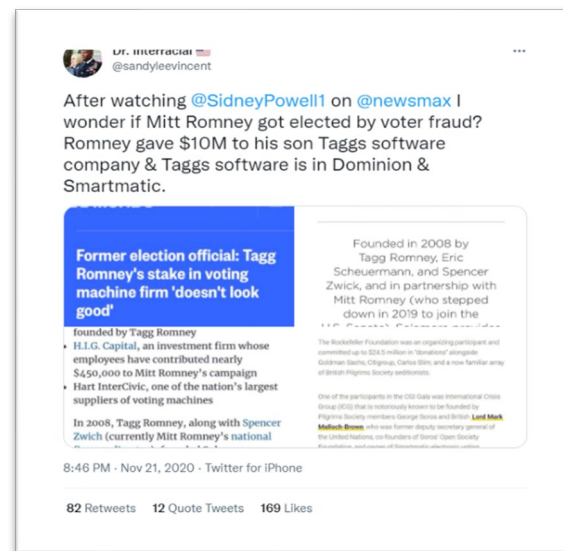 Dr. Interracial
@sandyleevincent
After watching @SidneyPowell1 on @newsmax I
wonder if Mitt Romney got elected by voter fraud?
Romney gave $10M to his son Taggs software
company & Taggs software is in Dominion &
Smartmatic.
Former election official: Tagg
Romney's stake in voting
machine firm 'doesn't look
good'
founded by Tagg Romney
• H.I.G. Capital, an investment firm whose
employees have contributed nearly
$450,000 to Mitt Romney's campaign
• Hart InterCivic, one of the nation's largest
suppliers of voting machines
In 2008, Tagg Romney, along with Spencer
Zwich (currently Mitt Romney's national
Founded in 2008 by
Tagg Romney, Eric
Scheuermann, and Spencer
Zwick, and in partnership with
Mitt Romney (who stepped
down in 2019 to join the
The Rockefeller Foundation was an organizing participant and
committed up to $24.5 million in "donations" alongside
Goldman Sachs, Citigroup, Carlos Slim, and a now familiar array
of British Pilgrims Society seditionists.
One of the participants in the CGI Gala was International Crisis
Group (ICG) that is notoriously known to be founded by
Pilgrims Society members George Soros and British Lord Mark
Malloch-Brown, who was former deputy secretary general of
the United Nations, co-founders of Soros' Open Society
8:46 PM · Nov 21, 2020 · Twitter for iPhone
82 Retweets 12 Quote Tweets 169 Likes